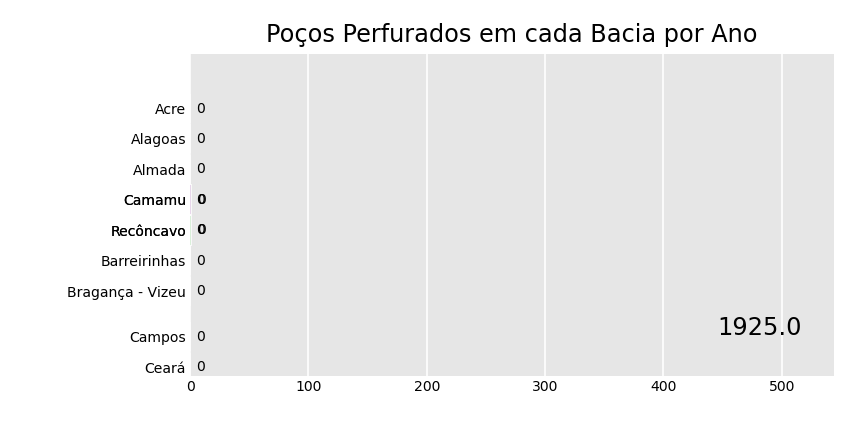 Poços Perfurados em cada Bacia por Ano
Acre 0
Alagoas 0
Almada 0
Camamu 0
Recôncavo 0
Barreirinhas 0
Bragança - Vizeu 0
1925.0
Campos 0
Ceará 0
0 100 200 300 400 500